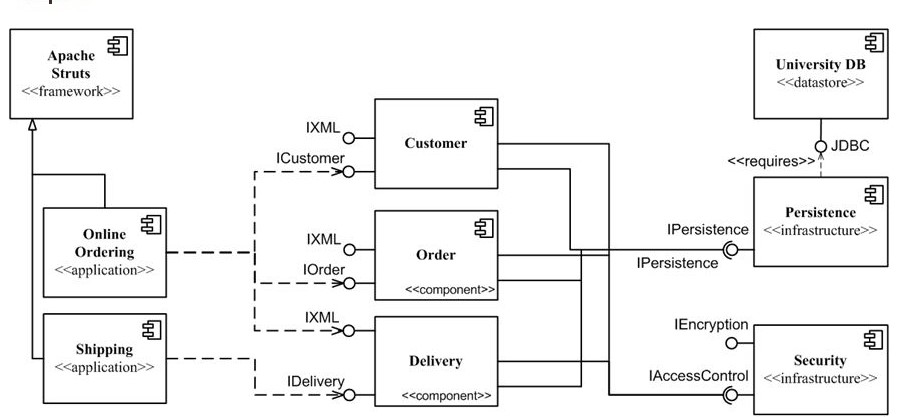 Apache
Struts
<<framework>>
University DB
<<datastore>>
JDBC
<<requires>>
IXML
ICustomer
Customer
Online
Ordering
<<application>>
IXML
IOrder
Order
<<component>>
IPersistence
IPersistence
Persistence
<<infrastructure>>
Shipping
<<application>>
IXML
IDelivery
Delivery
<<component>>
IEncryption
IAccessControl
Security
<<infrastructure>>